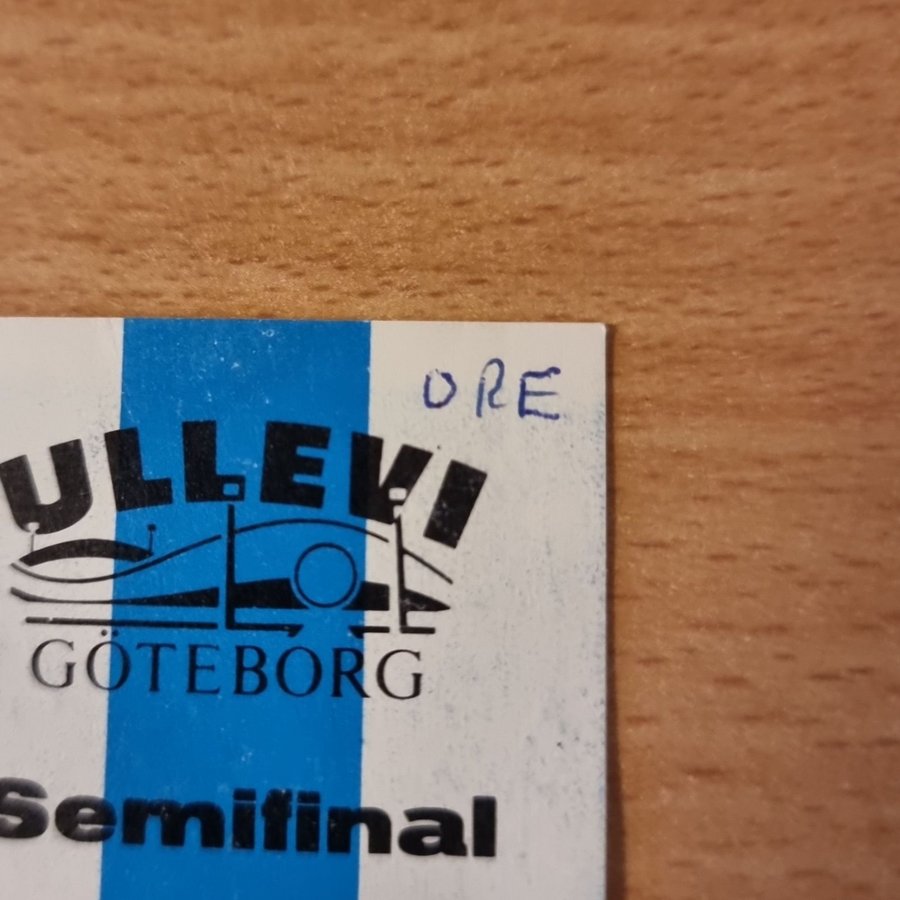 ORE
ULLEVI
GÖTEBORG
Semifinal